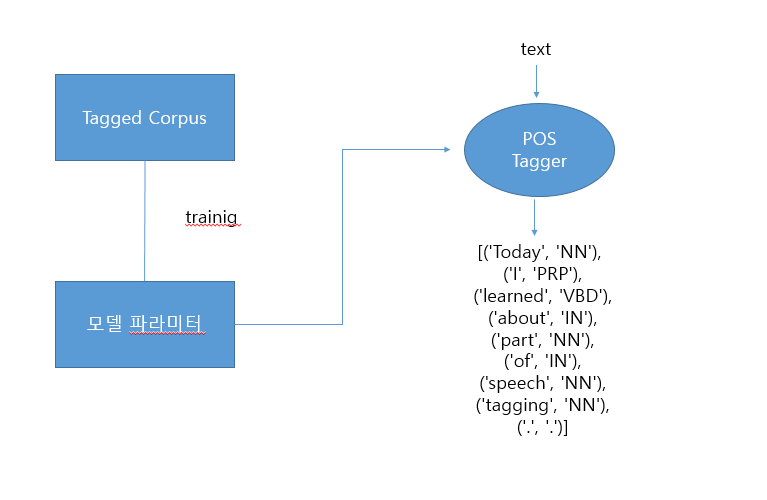 text
Tagged Corpus
POS
Tagger
trainig
[('Today', 'NN'),
('I', 'PRP'),
('learned', 'VBD'),
('about', 'IN'),
('part', 'NN'),
('of', 'IN'),
('speech', 'NN'),
('tagging', 'NN'),
('.', '.')]
모델 파라미터